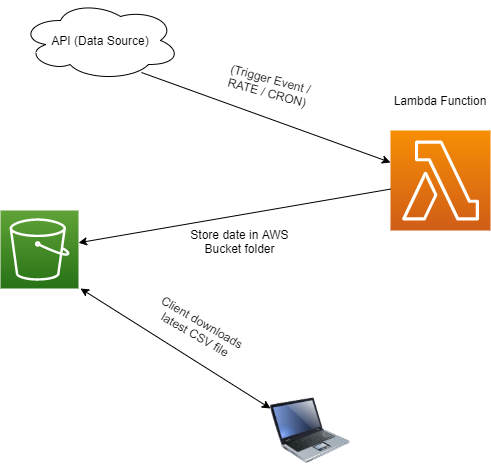 API (Data Source)
(Trigger Event /
RATE / CRON)
Lambda Function
Store date in AWS
Bucket folder
Client downloads
latest CSV file